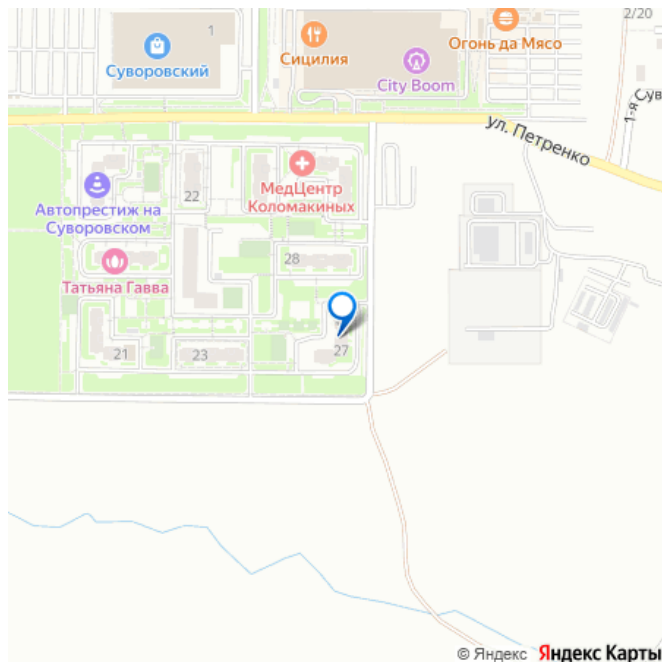 1
2/20
Сицилия
Огонь да Мясо
Суворовский
City Boom
1-я Сув
ул. Петренко
МедЦентр
Коломакиных
22
Автопрестиж на
Суворовском
28
Татьяна Гавва
21
23
27
© Яндекс Яндекс Карты